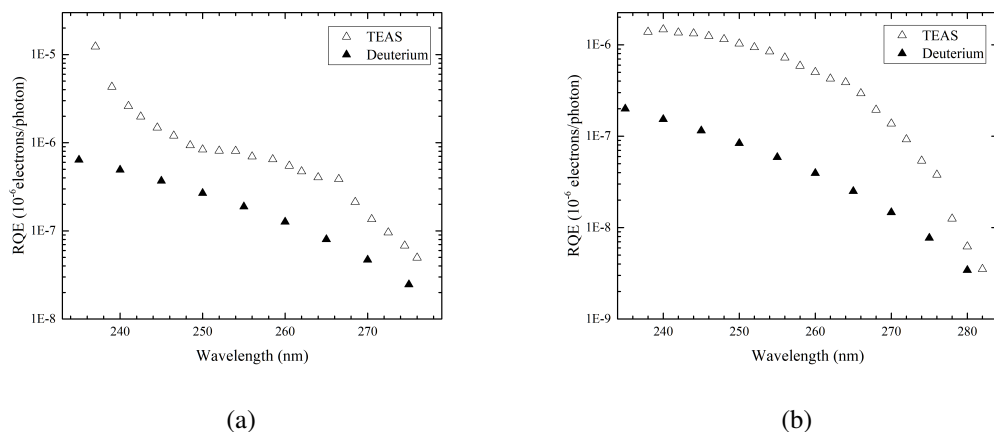 TEAS
Deuterium
1E-5
1E-6
1E-7
1E-8
RQE (10⁻⁶electrons/photon)
240 250 260 270
Wavelength (nm)
(a)
TEAS
Deuterium
1E-6
1E-7
1E-8
1E-9
RQE (10⁻⁶ electrons/photon)
240 250 260 270 280
Wavelength (nm)
(b)